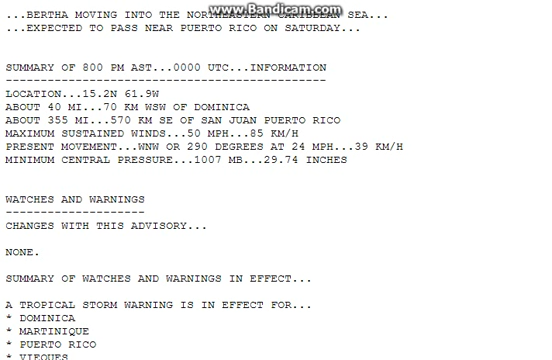 www.Bandicam.com
...BERTHA MOVING INTO THE NORTHEASTERN CARIBBEAN SEA...
...EXPECTED TO PASS NEAR PUERTO RICO ON SATURDAY...
SUMMARY OF 800 PM AST...0000 UTC...INFORMATION
----------------------------------------------
LOCATION...15.2N 61.9W
ABOUT 40 MI...70 KM WSW OF DOMINICA
ABOUT 355 MI...570 KM SE OF SAN JUAN PUERTO RICO
MAXIMUM SUSTAINED WINDS...50 MPH...85 KM/H
PRESENT MOVEMENT...WNW OR 290 DEGREES AT 24 MPH...39 KM/H
MINIMUM CENTRAL PRESSURE...1007 MB...29.74 INCHES
WATCHES AND WARNINGS
--------------------
CHANGES WITH THIS ADVISORY...
NONE.
SUMMARY OF WATCHES AND WARNINGS IN EFFECT...
A TROPICAL STORM WARNING IS IN EFFECT FOR...
* DOMINICA
* MARTINIQUE
* PUERTO RICO
* VIEQUES